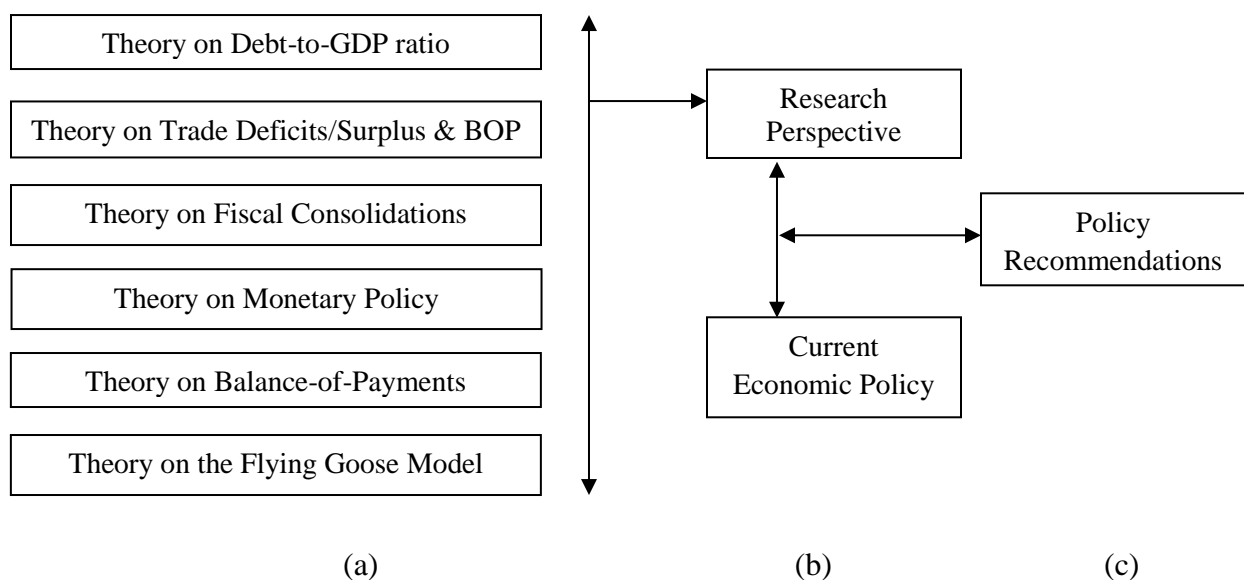 Theory on Debt-to-GDP ratio
Theory on Trade Deficits/Surplus & BOP
Theory on Fiscal Consolidations
Theory on Monetary Policy
Theory on Balance-of-Payments
Theory on the Flying Goose Model
Research
Perspective
Current
Economic Policy
Policy
Recommendations
(a)
(b)
(c)